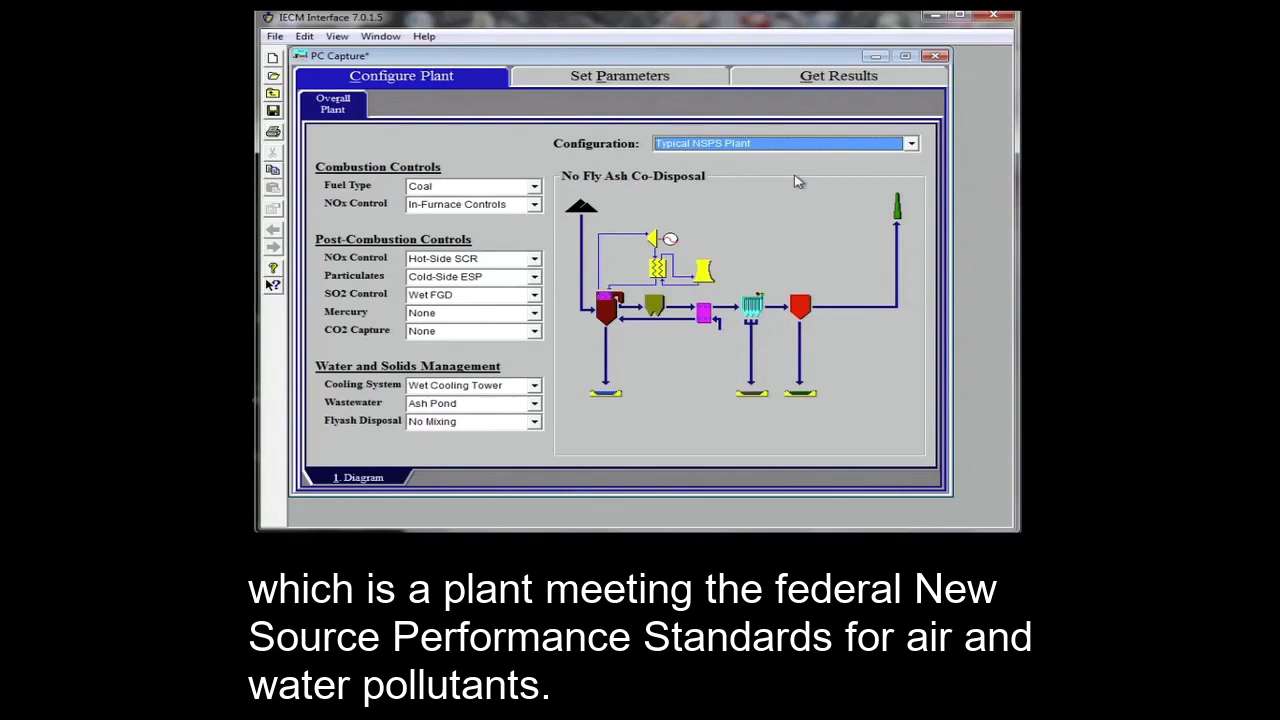 IECM Interface 7.0.1.5
File Edit View Window Help
PC Capture*
Configure Plant
Set Parameters
Get Results
Overall
Plant
Configuration: Typical NSPS Plant
Combustion Controls
Fuel Type Coal
NOx Control In-Furnace Controls
Post-Combustion Controls
NOx Control Hot-Side SCR
Particulates Cold-Side ESP
SO2 Control Wet FGD
Mercury None
CO2 Capture None
Water and Solids Management
Cooling System Wet Cooling Tower
Wastewater Ash Pond
Flyash Disposal No Mixing
No Fly Ash Co-Disposal
1. Diagram
which is a plant meeting the federal New
Source Performance Standards for air and
water pollutants.